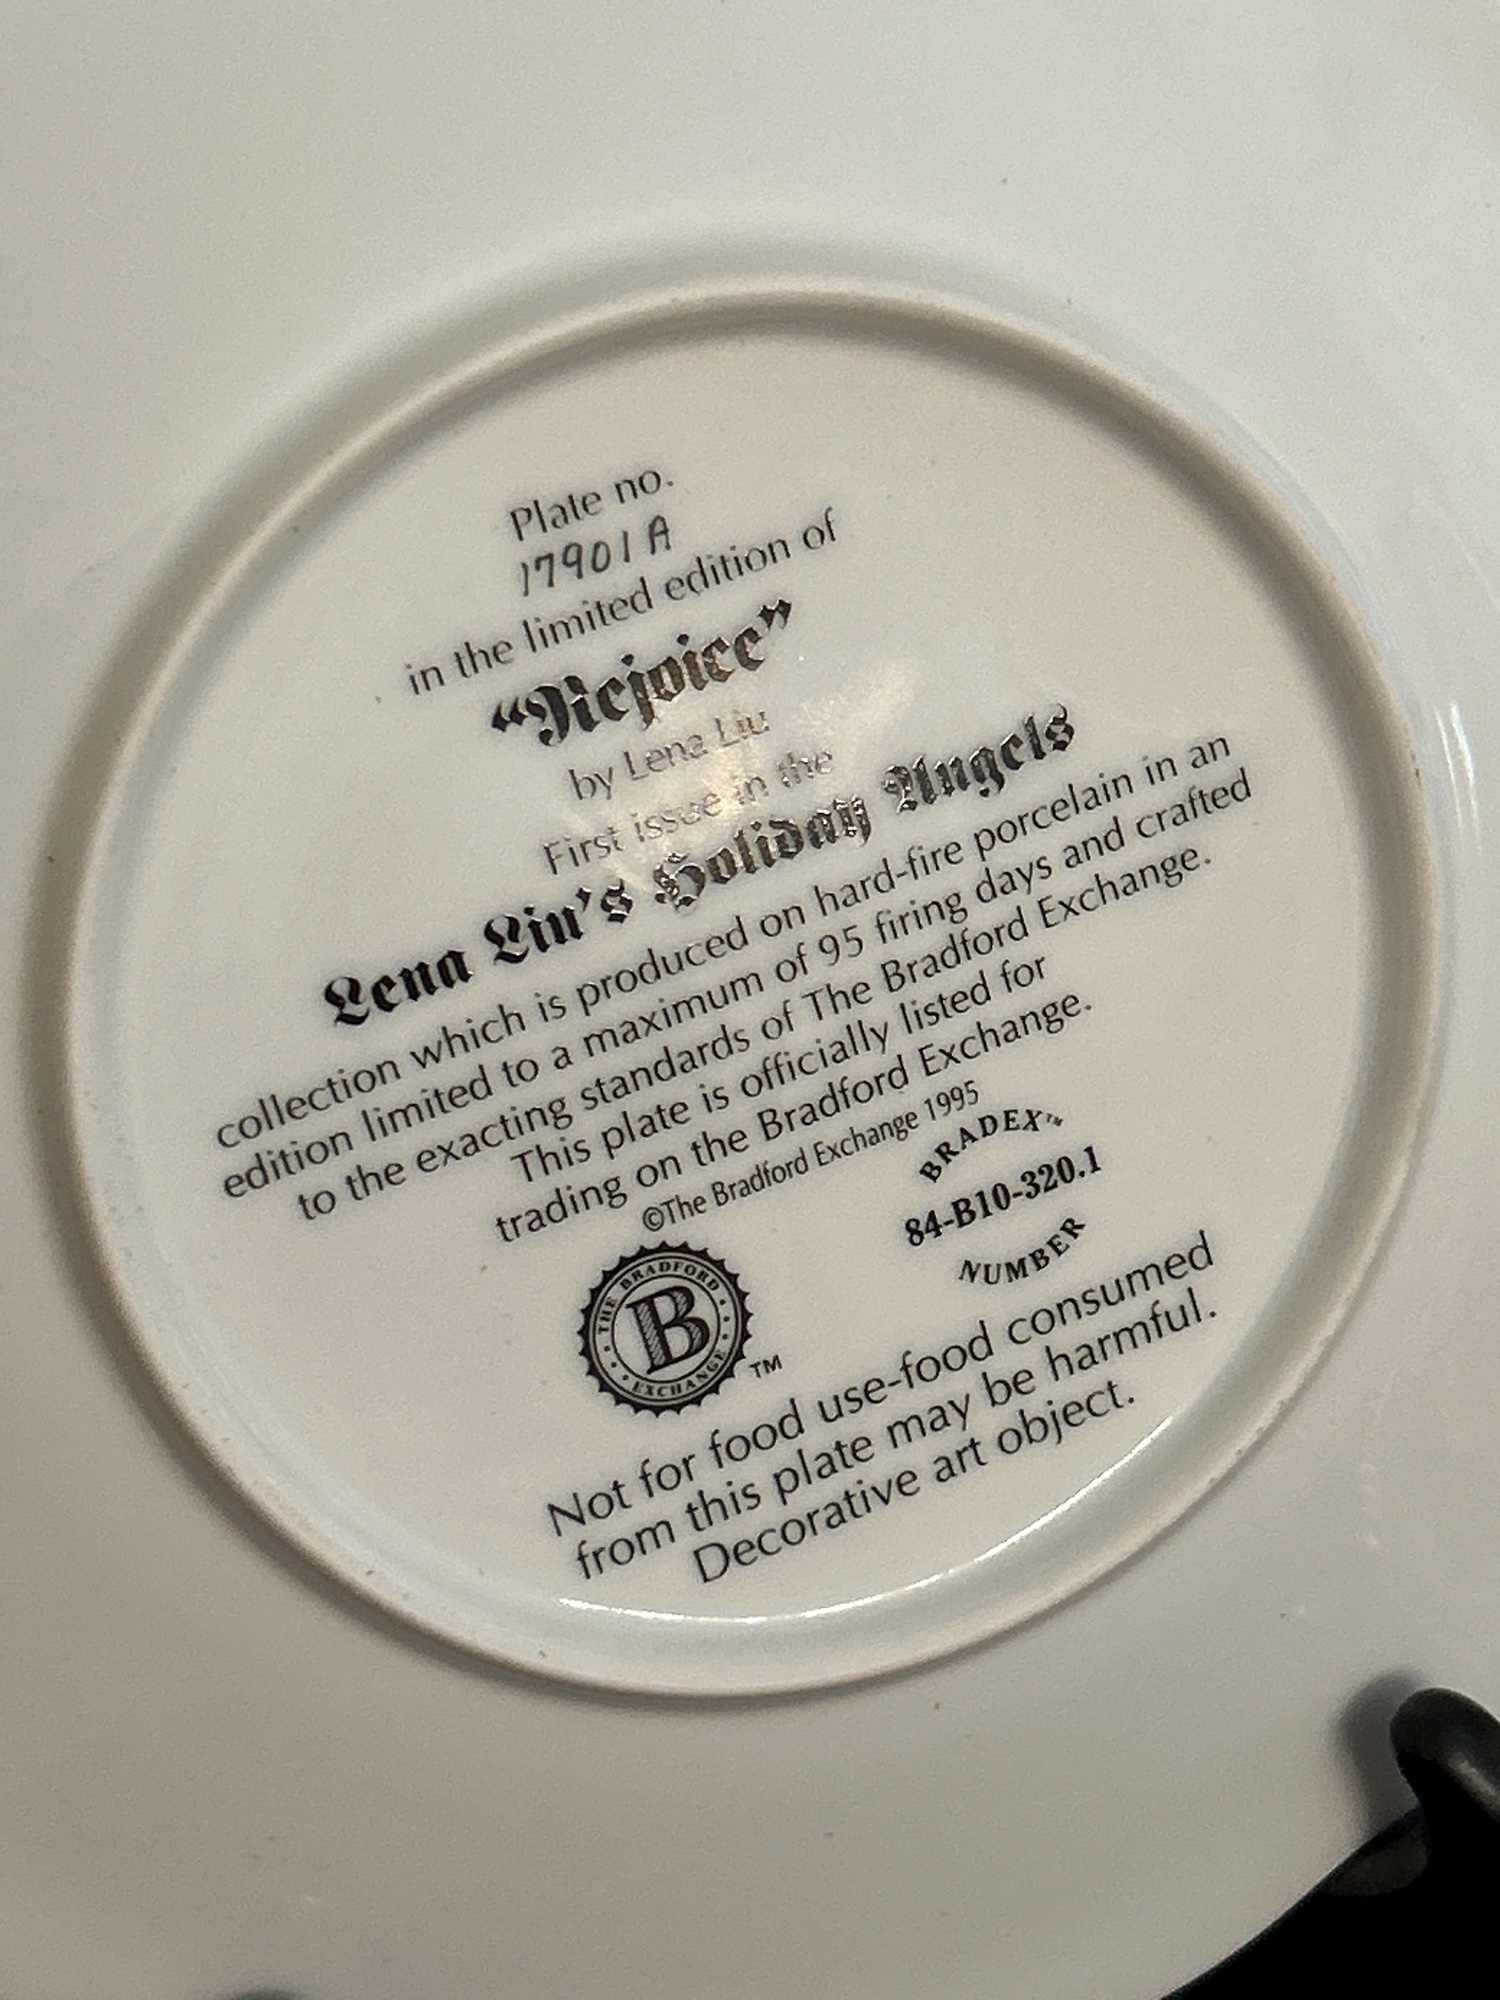 Plate no.
17901A
in the limited edition of
“Rejoice”
by Lena Liu
First issue in the
Lena Liu's Holiday Angels
collection which is produced on hard-fire porcelain in an
edition limited to a maximum of 95 firing days and crafted
to the exacting standards of The Bradford Exchange.
This plate is officially listed for
trading on the Bradford Exchange.
©The Bradford Exchange 1995
BRADEX™
84-B10-320.1
NUMBER
THE BRADFORD
B
EXCHANGE
TM
Not for food use-food consumed
from this plate may be harmful.
Decorative art object.